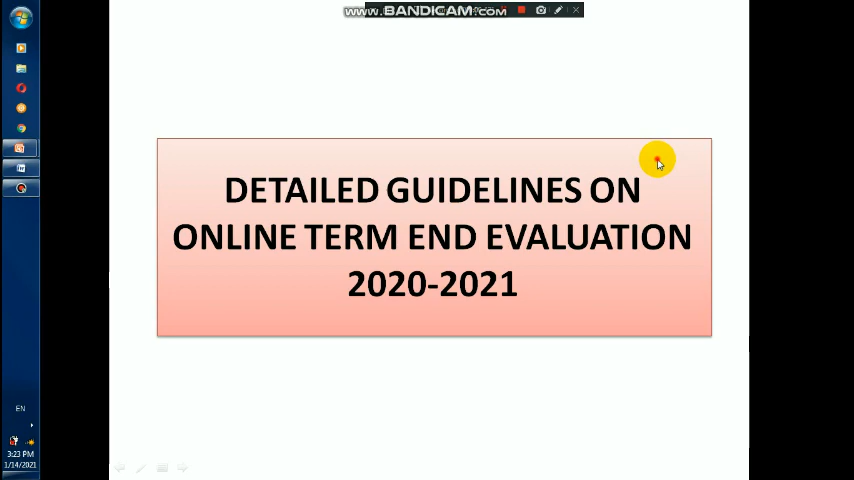 www.BANDICAM.com
DETAILED GUIDELINES ON
ONLINE TERM END EVALUATION
2020-2021
EN
3:23 PM
1/14/2021